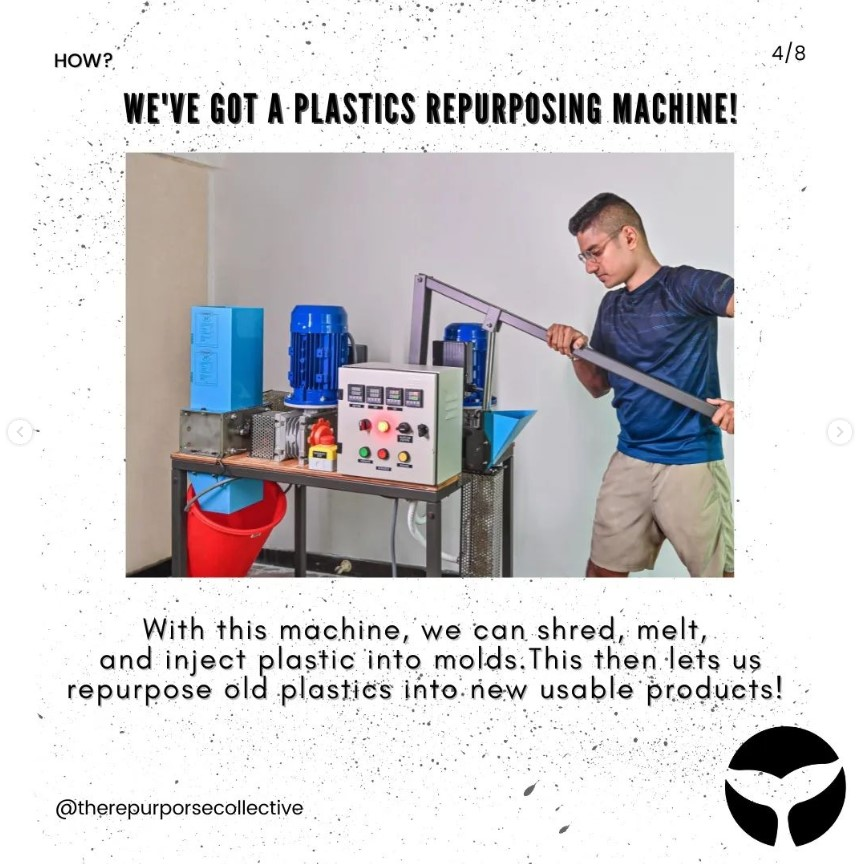 HOW?
4/8
WE'VE GOT A PLASTICS REPURPOSING MACHINE!
With this machine, we can shred, melt,
and inject plastic into molds.This then lets us
repurpose old plastics into new usable products!
@therepurporsecollective